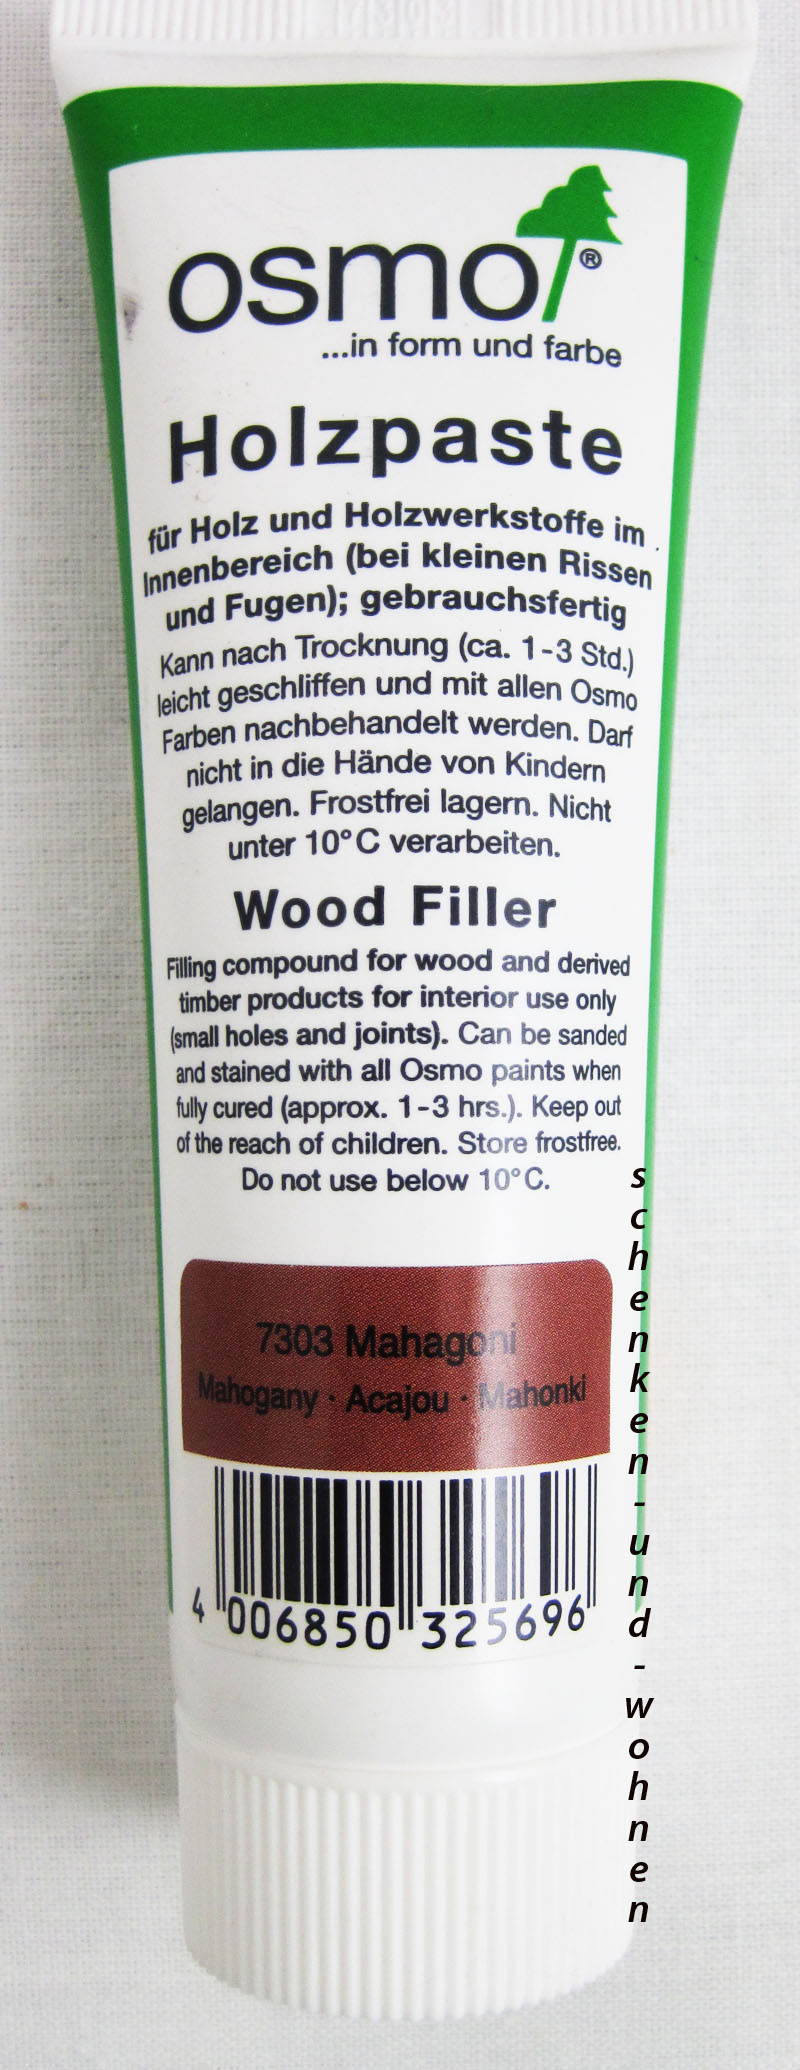 osmo®
...in form und farbe
Holzpaste
für Holz und Holzwerkstoffe im
Innenbereich (bei kleinen Rissen
und Fugen); gebrauchsfertig
Kann nach Trocknung (ca. 1-3 Std.)
leicht geschliffen und mit allen Osmo
Farben nachbehandelt werden. Darf
nicht in die Hände von Kindern
gelangen. Frostfrei lagern. Nicht
unter 10°C verarbeiten.
Wood Filler
Filling compound for wood and derived
timber products for interior use only
(small holes and joints). Can be sanded
and stained with all Osmo paints when
fully cured (approx. 1-3 hrs.). Keep out
of the reach of children. Store frostfree.
Do not use below 10°C.
7303 Mahagoni
Mahogany · Acajou · Mahonki
4 006850 325696
schenken-und-wohnen